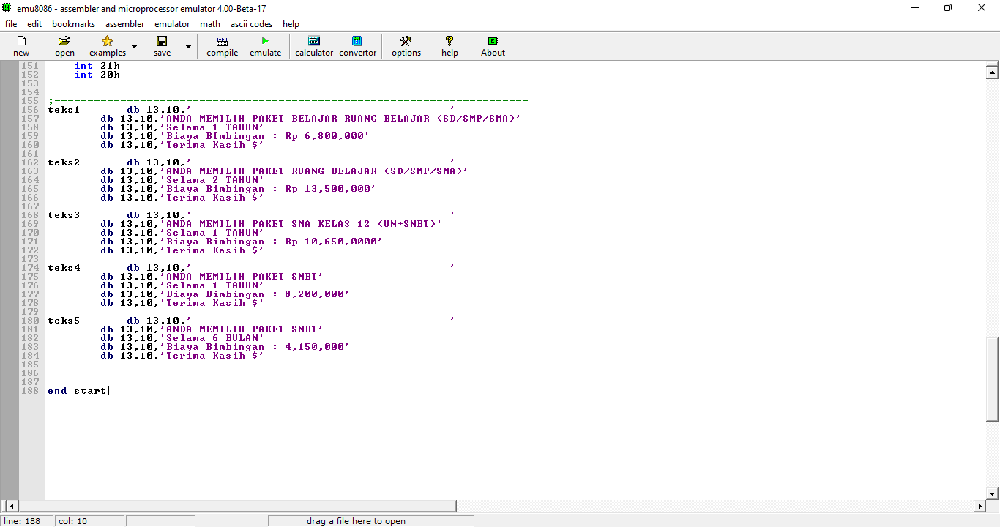 emu8086 - assembler and microprocessor emulator 4.00-Beta-17
file edit bookmarks assembler emulator math ascii codes help
new open examples save compile emulate calculator convertor options help About
151 int 21h
152 int 20h
153
154
155 ;------------------------------------------------------------------------
156 teks1 db 13,10,' '
157 db 13,10,'ANDA MEMILIH PAKET BELAJAR RUANG BELAJAR (SD/SMP/SMA)'
158 db 13,10,'Selama 1 TAHUN'
159 db 13,10,'Biaya BImbingan : Rp 6,800,000'
160 db 13,10,'Terima Kasih $'
161
162 teks2 db 13,10,' '
163 db 13,10,'ANDA MEMILIH PAKET RUANG BELAJAR (SD/SMP/SMA)'
164 db 13,10,'Selama 2 TAHUN'
165 db 13,10,'Biaya Bimbingan : Rp 13,500,000'
166 db 13,10,'Terima Kasih $'
167
168 teks3 db 13,10,' '
169 db 13,10,'ANDA MEMILIH PAKET SMA KELAS 12 (UN+SNBT)'
170 db 13,10,'Selama 1 TAHUN'
171 db 13,10,'Biaya Bimbingan : Rp 10,650,0000'
172 db 13,10,'Terima Kasih $'
173
174 teks4 db 13,10,' '
175 db 13,10,'ANDA MEMILIH PAKET SNBT'
176 db 13,10,'Selama 1 TAHUN'
177 db 13,10,'Biaya Bimbingan : 8,200,000'
178 db 13,10,'Terima Kasih $'
179
180 teks5 db 13,10,' '
181 db 13,10,'ANDA MEMILIH PAKET SNBT'
182 db 13,10,'Selama 6 BULAN'
183 db 13,10,'Biaya Bimbingan : 4,150,000'
184 db 13,10,'Terima Kasih $'
185
186
187
188 end start
line: 188 col: 10 drag a file here to open